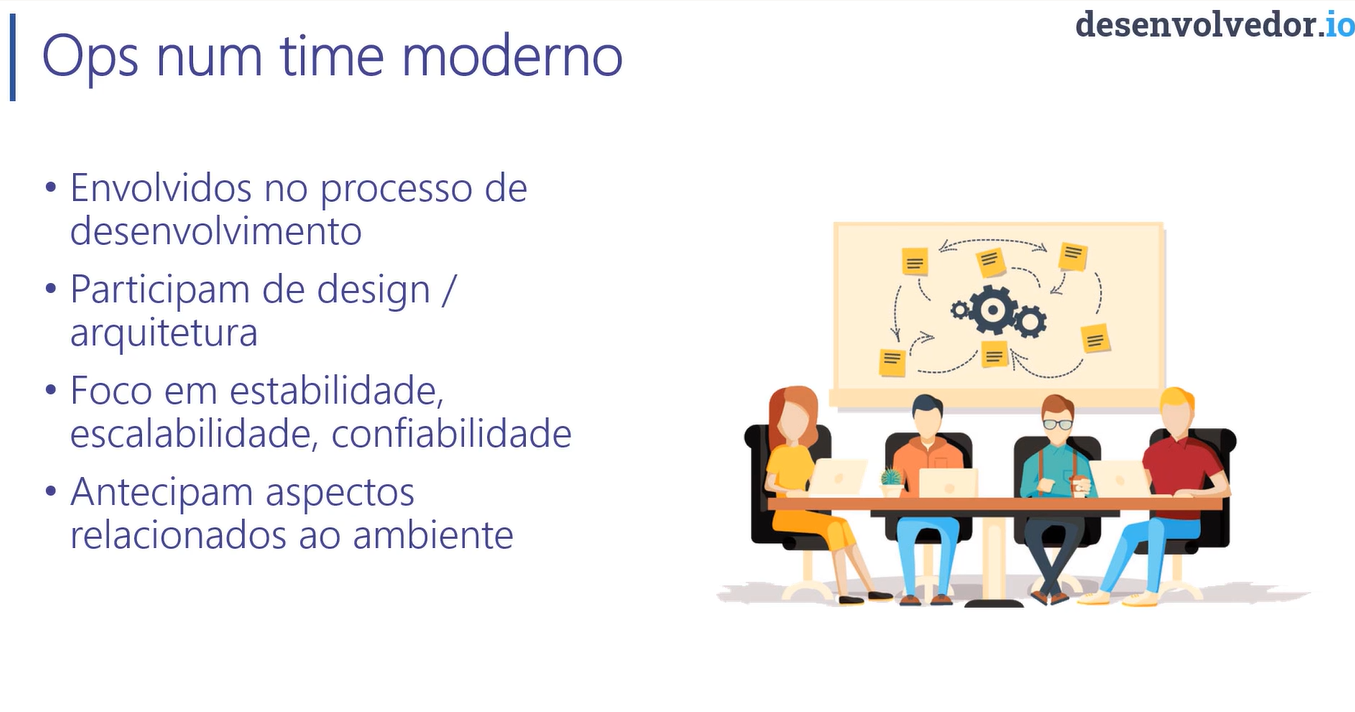 desenvolvedor.io
Ops num time moderno
• Envolvidos no processo de
desenvolvimento
• Participam de design /
arquitetura
• Foco em estabilidade,
escalabilidade, confiabilidade
• Antecipam aspectos
relacionados ao ambiente